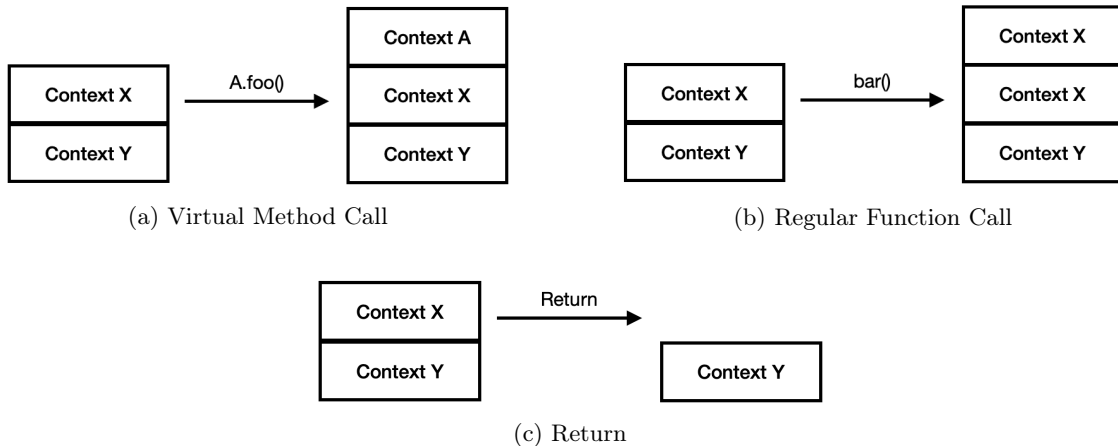 Context A
Context X
A.foo()
Context X
Context Y
Context Y
(a) Virtual Method Call
Context X
Context X
bar()
Context X
Context Y
Context Y
(b) Regular Function Call
Context X
Return
Context Y
Context Y
(c) Return